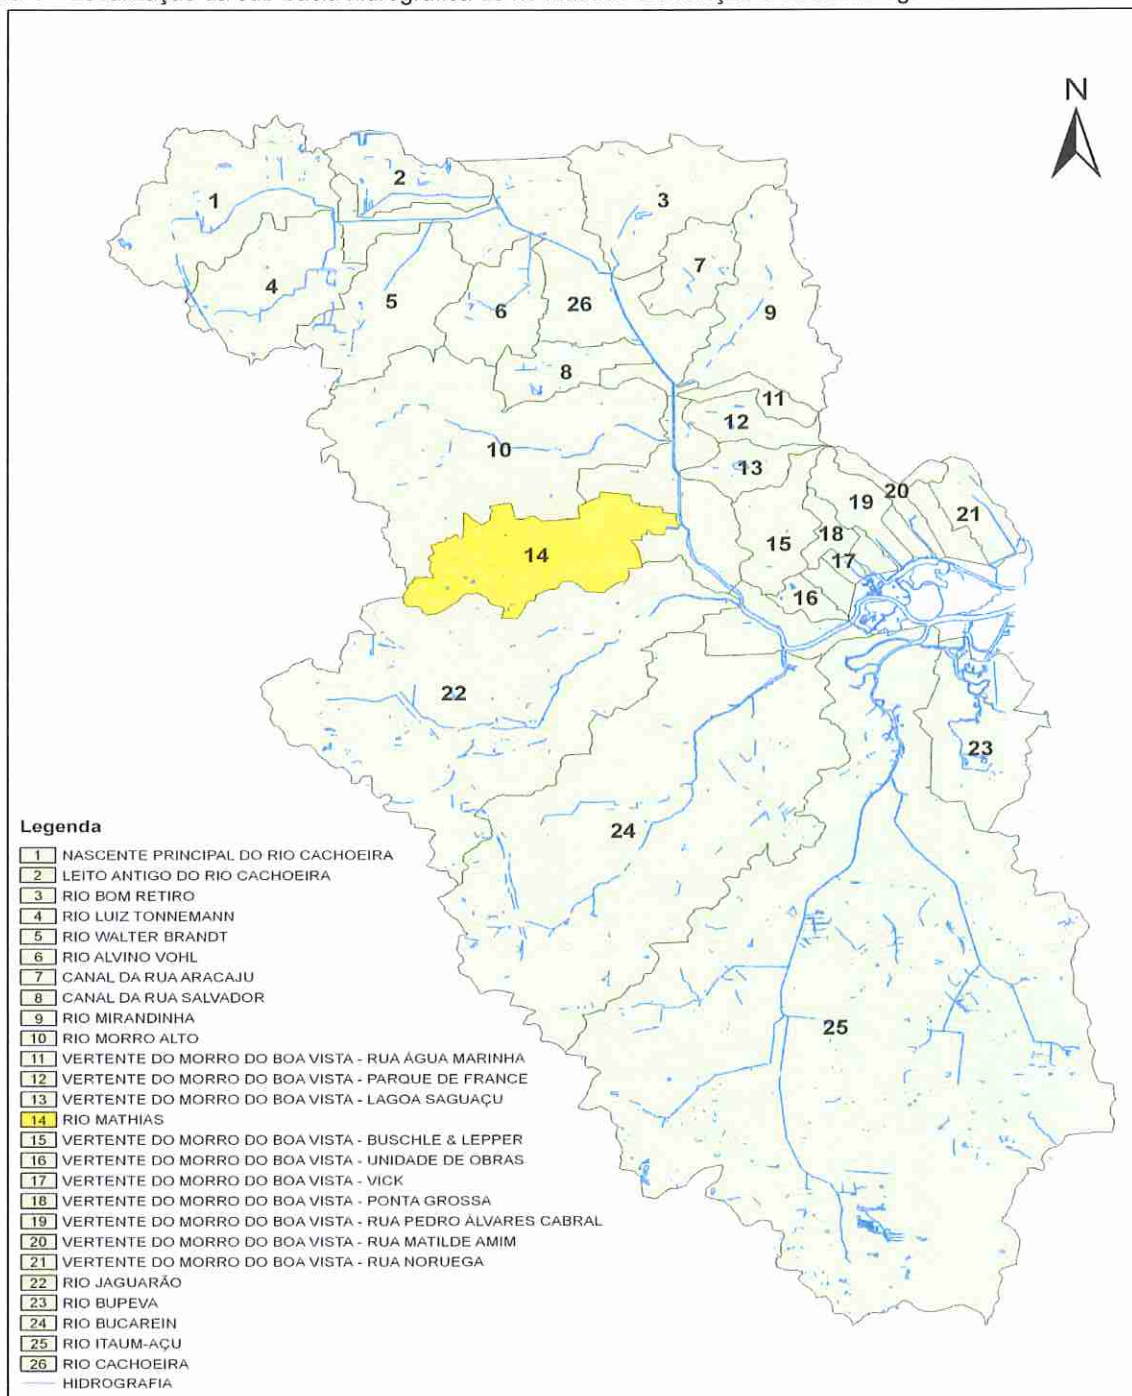 N
1
2
3
4
5
6
7
8
9
10
11
12
13
14
15
16
17
18
19
20
21
22
23
24
25
26
Legenda
1 NASCENTE PRINCIPAL DO RIO CACHOEIRA
2 LEITO ANTIGO DO RIO CACHOEIRA
3 RIO BOM RETIRO
4 RIO LUIZ TONNEMANN
5 RIO WALTER BRANDT
6 RIO ALVINO VOHL
7 CANAL DA RUA ARACAJU
8 CANAL DA RUA SALVADOR
9 RIO MIRANDINHA
10 RIO MORRO ALTO
11 VERTENTE DO MORRO DO BOA VISTA - RUA ÁGUA MARINHA
12 VERTENTE DO MORRO DO BOA VISTA - PARQUE DE FRANCE
13 VERTENTE DO MORRO DO BOA VISTA - LAGOA SAGUAÇU
14 RIO MATHIAS
15 VERTENTE DO MORRO DO BOA VISTA - BUSCHLE & LEPPER
16 VERTENTE DO MORRO DO BOA VISTA - UNIDADE DE OBRAS
17 VERTENTE DO MORRO DO BOA VISTA - VICK
18 VERTENTE DO MORRO DO BOA VISTA - PONTA GROSSA
19 VERTENTE DO MORRO DO BOA VISTA - RUA PEDRO ÁLVARES CABRAL
20 VERTENTE DO MORRO DO BOA VISTA - RUA MATILDE AMIM
21 VERTENTE DO MORRO DO BOA VISTA - RUA NORUEGA
22 RIO JAGUARÃO
23 RIO BUPEVA
24 RIO BUCAREIN
25 RIO ITAUM-AÇU
26 RIO CACHOEIRA
HIDROGRAFIA